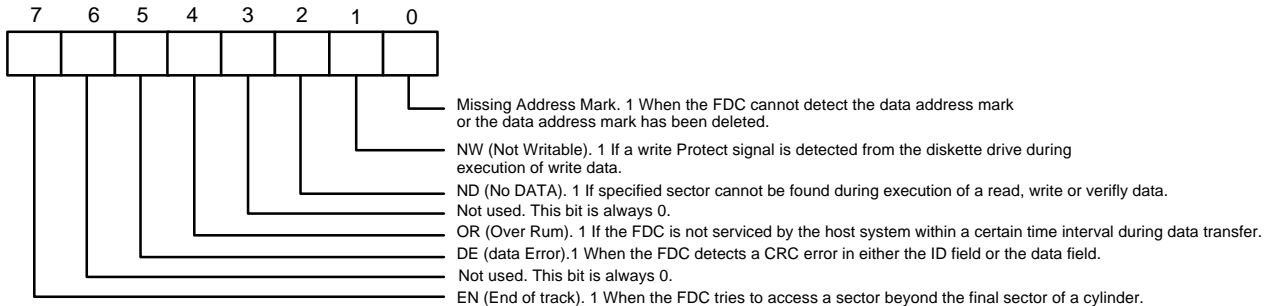 7 6 5 4 3 2 1 0
Missing Address Mark. 1 When the FDC cannot detect the data address mark
or the data address mark has been deleted.
NW (Not Writable). 1 If a write Protect signal is detected from the diskette drive during
execution of write data.
ND (No DATA). 1 If specified sector cannot be found during execution of a read, write or verifly data.
Not used. This bit is always 0.
OR (Over Rum). 1 If the FDC is not serviced by the host system within a certain time interval during data transfer.
DE (data Error).1 When the FDC detects a CRC error in either the ID field or the data field.
Not used. This bit is always 0.
EN (End of track). 1 When the FDC tries to access a sector beyond the final sector of a cylinder.